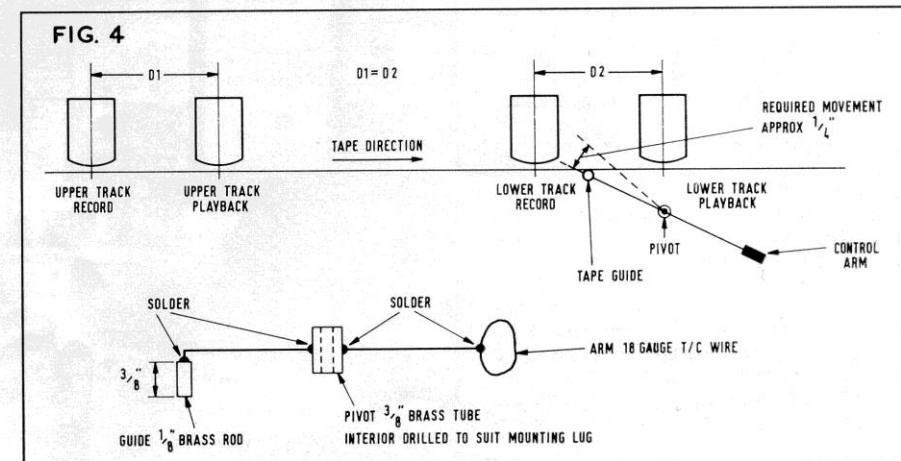 FIG. 4
D1
D1 = D2
D2
REQUIRED MOVEMENT
APPROX 1/4"
TAPE DIRECTION
UPPER TRACK
RECORD
UPPER TRACK
PLAYBACK
LOWER TRACK
RECORD
LOWER TRACK
PLAYBACK
PIVOT
TAPE GUIDE
CONTROL
ARM
SOLDER
SOLDER
ARM 18 GAUGE T/C WIRE
3/8"
GUIDE 1/8" BRASS ROD
PIVOT 3/8" BRASS TUBE
INTERIOR DRILLED TO SUIT MOUNTING LUG